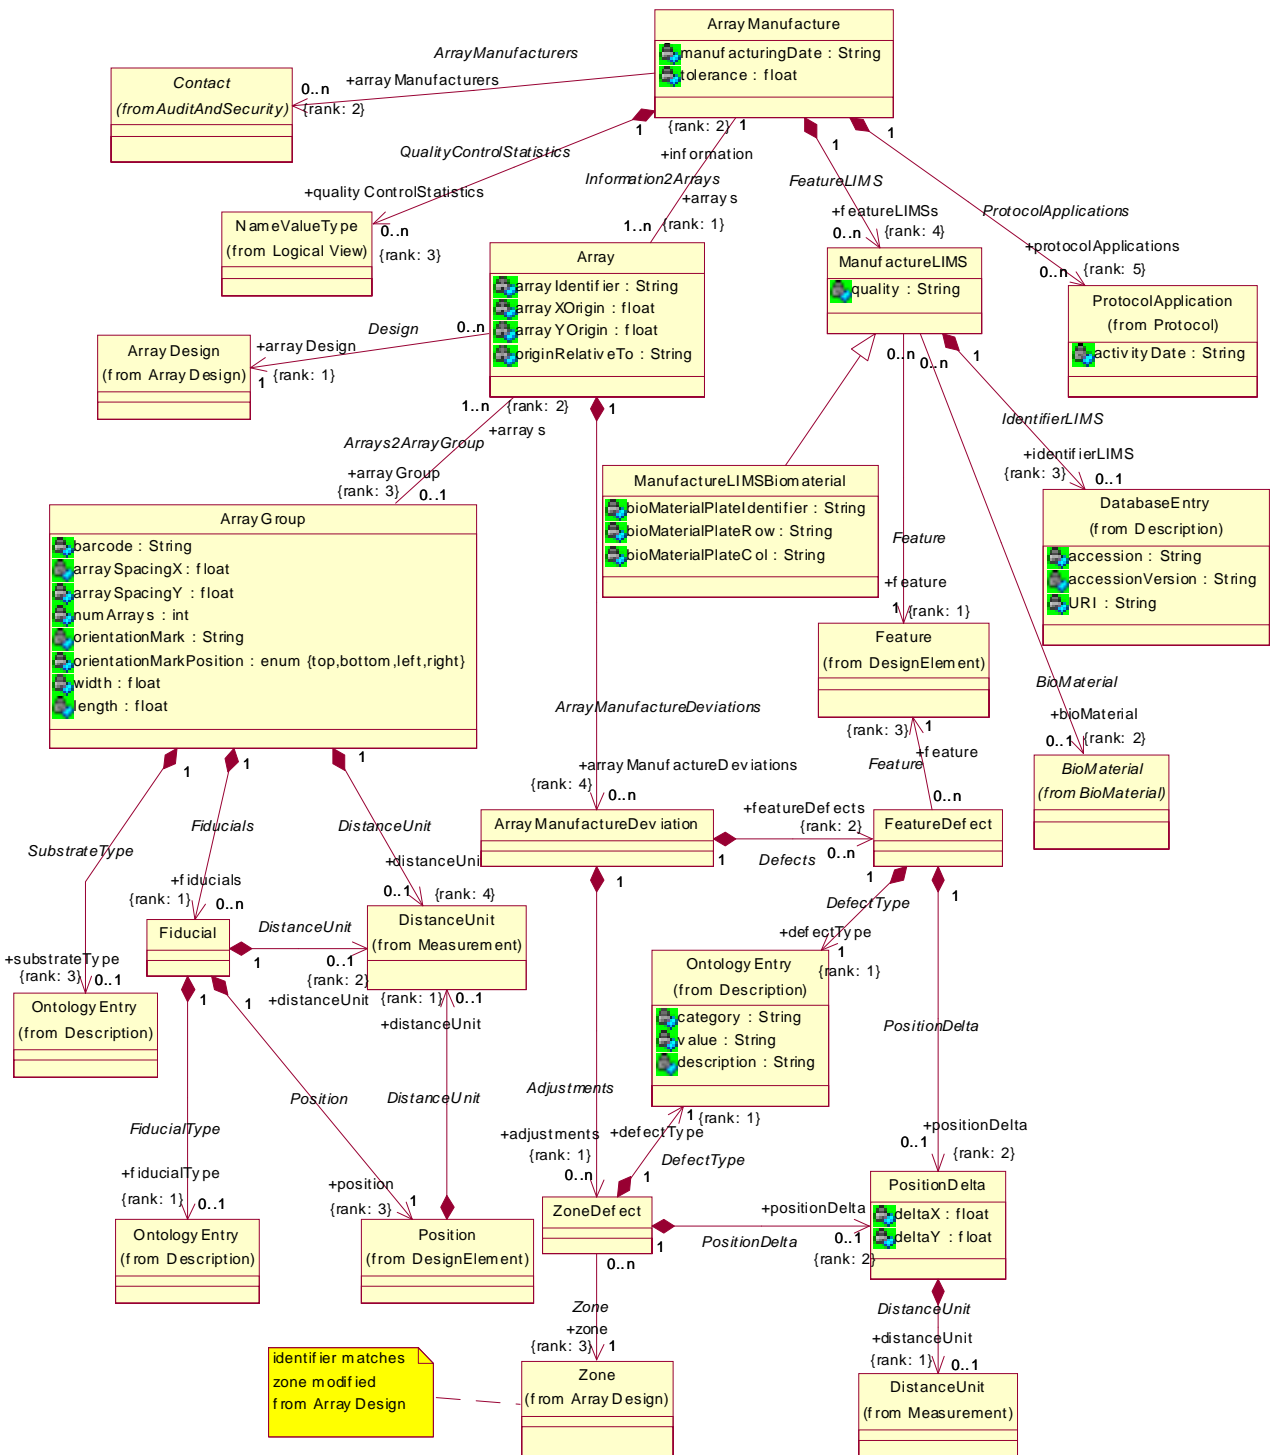 ArrayManufacture
manufacturingDate : String
tolerance : float
ArrayManufacturers
+arrayManufacturers
0..n
{rank: 2}
Contact
(from AuditAndSecurity)
1
{rank: 2}
1
1
1
QualityControlStatistics
+information
Information2Arrays
+arrays
FeatureLIMS
ProtocolApplications
+qualityControlStatistics
0..n
{rank: 3}
NameValueType
(from Logical View)
1..n
{rank: 1}
+featureLIMSs
0..n
{rank: 4}
+protocolApplications
0..n
{rank: 5}
Array
arrayIdentifier : String
arrayXOrigin : float
arrayYOrigin : float
originRelativeTo : String
ManufactureLIMS
quality : String
ProtocolApplication
(from Protocol)
activityDate : String
Design
0..n
+arrayDesign
1
{rank: 1}
ArrayDesign
(from Array Design)
0..n
0..n
1
1..n
{rank: 2}
1
+arrays
Arrays2ArrayGroup
+arrayGroup
{rank: 3}
0..1
IdentifierLIMS
+identifierLIMS
{rank: 3}
0..1
ManufactureLIMSBiomaterial
bioMaterialPlateIdentifier : String
bioMaterialPlateRow : String
bioMaterialPlateCol : String
DatabaseEntry
(from Description)
accession : String
accessionVersion : String
URI : String
ArrayGroup
barcode : String
arraySpacingX : float
arraySpacingY : float
numArrays : int
orientationMark : String
orientationMarkPosition : enum {top,bottom,left,right}
width : float
length : float
Feature
+feature
1
{rank: 1}
Feature
(from DesignElement)
BioMaterial
+bioMaterial
0..1
{rank: 2}
BioMaterial
(from BioMaterial)
ArrayManufactureDeviations
+arrayManufactureDeviations
{rank: 4}
0..n
{rank: 3}
1
+feature
Feature
0..n
1
1
1
Fiducials
DistanceUnit
SubstrateType
ArrayManufactureDeviation
+featureDefects
{rank: 2}
1
0..n
Defects
FeatureDefect
1
1
1
+fiducials
{rank: 1}
0..n
+distanceUni
0..1
{rank: 4}
Fiducial
DistanceUnit
1
0..1
{rank: 2}
+distanceUnit
DistanceUnit
(from Measurement)
+substrateType
{rank: 3}
0..1
OntologyEntry
(from Description)
1
1
{rank: 1}
0..1
+distanceUnit
DefectType
+defectType
1
{rank: 1}
OntologyEntry
(from Description)
category : String
value : String
description : String
PositionDelta
Position
DistanceUnit
FiducialType
+fiducialType
{rank: 1}
0..1
OntologyEntry
(from Description)
+position
{rank: 3}
1
Position
(from DesignElement)
Adjustments
+adjustments
{rank: 1}
0..n
1
{rank: 1}
+defectType
DefectType
1
+positionDelta
0..1
{rank: 2}
ZoneDefect
1
+positionDelta
PositionDelta
0..1
{rank: 2}
PositionDelta
deltaX : float
deltaY : float
0..n
Zone
+zone
{rank: 3}
1
Zone
(from Array Design)
1
DistanceUnit
+distanceUnit
{rank: 1}
0..1
DistanceUnit
(from Measurement)
identifier matches
zone modified
from Array Design